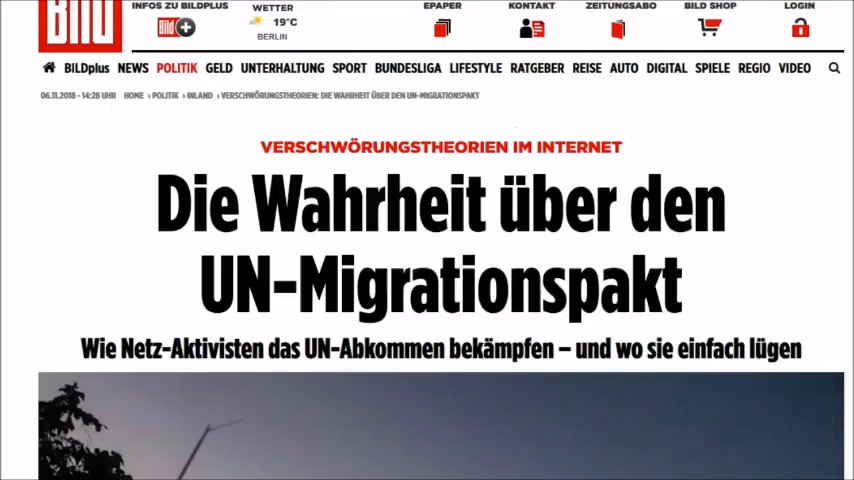 Bild
INFOS ZU BILDPLUS
Bild +
WETTER
19°C
BERLIN
EPAPER
KONTAKT
ZEITUNGSABO
BILD SHOP
LOGIN
BILDplus NEWS POLITIK GELD UNTERHALTUNG SPORT BUNDESLIGA LIFESTYLE RATGEBER REISE AUTO DIGITAL SPIELE REGIO VIDEO
06.11.2018 - 14:28 UHR HOME › POLITIK › INLAND › VERSCHWÖRUNGSTHEORIEN: DIE WAHRHEIT ÜBER DEN UN-MIGRATIONSPAKT
VERSCHWÖRUNGSTHEORIEN IM INTERNET
Die Wahrheit über den
UN-Migrationspakt
Wie Netz-Aktivisten das UN-Abkommen bekämpfen – und wo sie einfach lügen